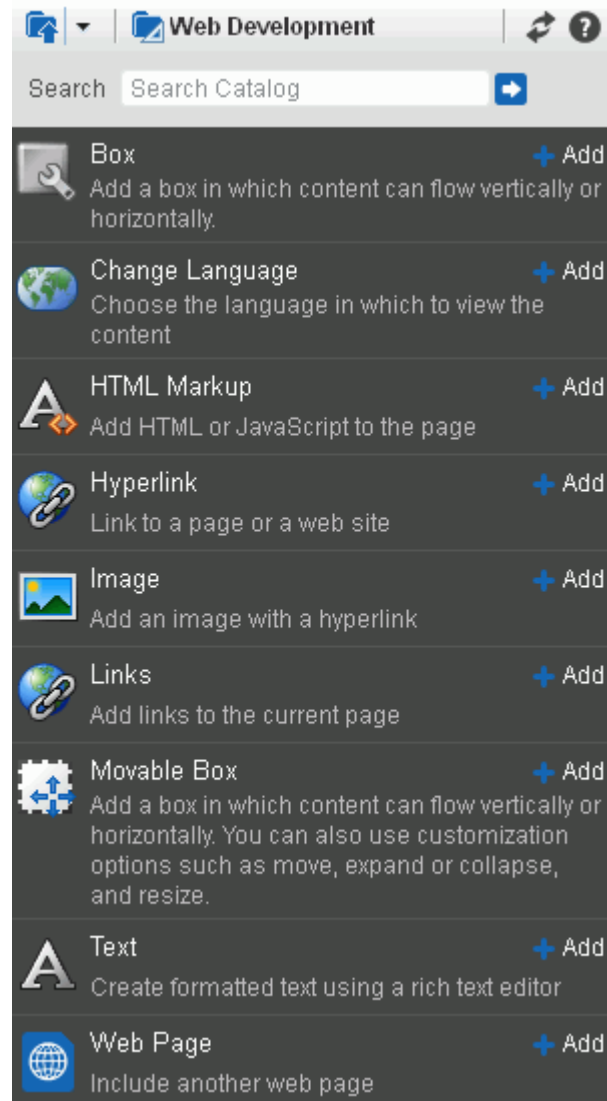 Web Development
Search Search Catalog
Box Add
Add a box in which content can flow vertically or
horizontally.
Change Language Add
Choose the language in which to view the
content
HTML Markup Add
Add HTML or JavaScript to the page
Hyperlink Add
Link to a page or a web site
Image Add
Add an image with a hyperlink
Links Add
Add links to the current page
Movable Box Add
Add a box in which content can flow vertically or
horizontally. You can also use customization
options such as move, expand or collapse,
and resize.
Text Add
Create formatted text using a rich text editor
Web Page Add
Include another web page